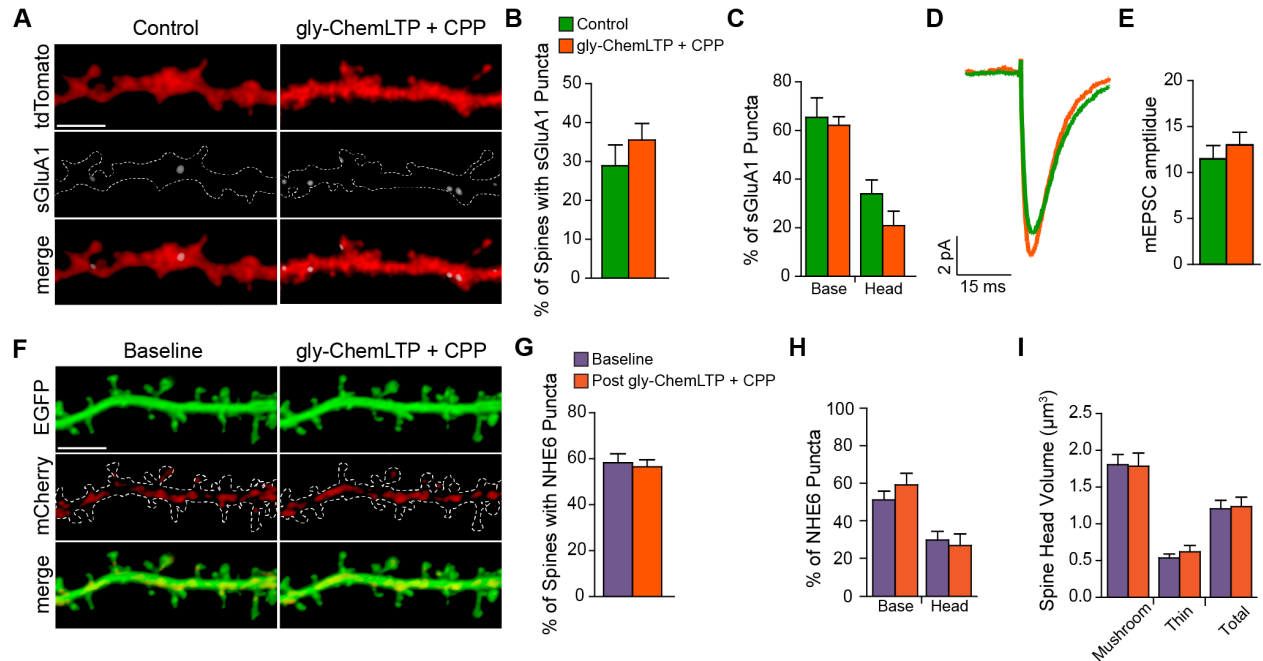 A
Control
gly-ChemLTP + CPP
tdTomato
sGluA1
merge
B
Control
gly-ChemLTP + CPP
% of Spines with sGluA1 Puncta
50
40
30
20
10
0
C
% of sGluA1 Puncta
80
60
40
20
0
Base
Head
D
2 pA
15 ms
E
mEPSC amptlidue
20
15
10
5
0
F
Baseline
gly-ChemLTP + CPP
EGFP
mCherry
merge
G
Baseline
Post gly-ChemLTP + CPP
% of Spines with NHE6 Puncta
80
60
40
20
0
H
% of NHE6 Puncta
100
80
60
40
20
0
Base
Head
I
Spine Head Volume (μm³)
2.5
2.0
1.5
1.0
0.5
0.0
Mushroom
Thin
Total